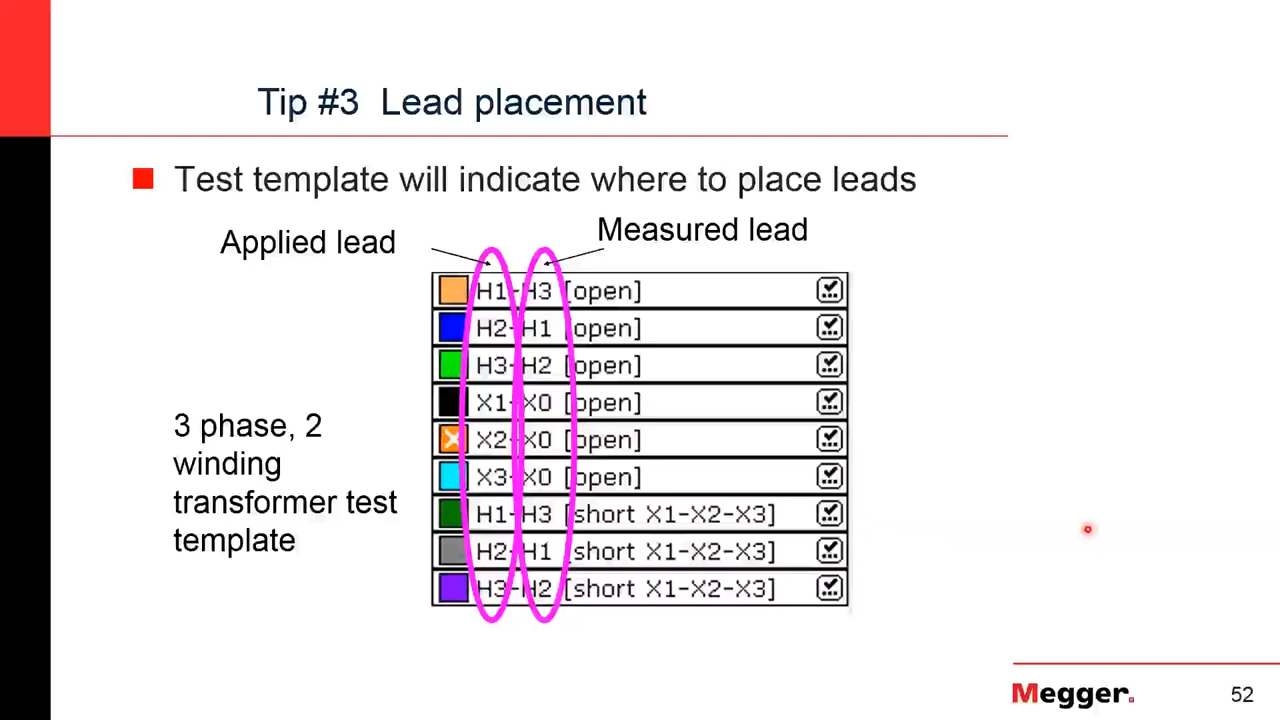 Tip #3 Lead placement
Test template will indicate where to place leads
Applied lead
Measured lead
H1-H3 [open]
H2-H1 [open]
H3-H2 [open]
X1-X0 [open]
X2-X0 [open]
X3-X0 [open]
H1-H3 [short X1-X2-X3]
H2-H1 [short X1-X2-X3]
H3-H2 [short X1-X2-X3]
3 phase, 2
winding
transformer test
template
Megger.
52